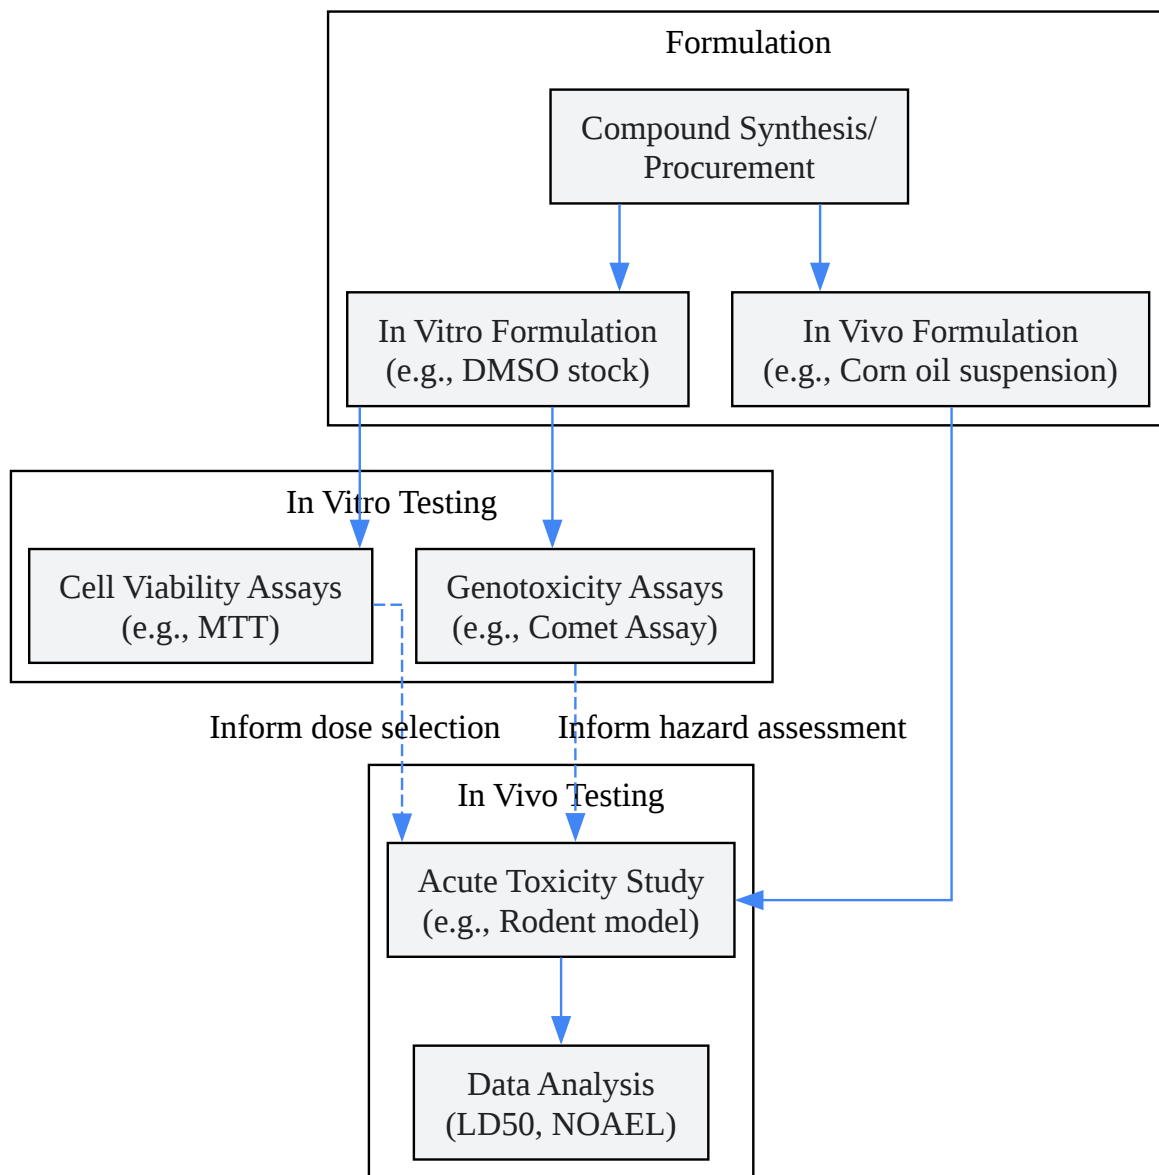 Formulation
Compound Synthesis/
Procurement
In Vitro Formulation
(e.g., DMSO stock)
In Vivo Formulation
(e.g., Corn oil suspension)
In Vitro Testing
Cell Viability Assays
(e.g., MTT)
Genotoxicity Assays
(e.g., Comet Assay)
Inform dose selection
Inform hazard assessment
In Vivo Testing
Acute Toxicity Study
(e.g., Rodent model)
Data Analysis
(LD50, NOAEL)